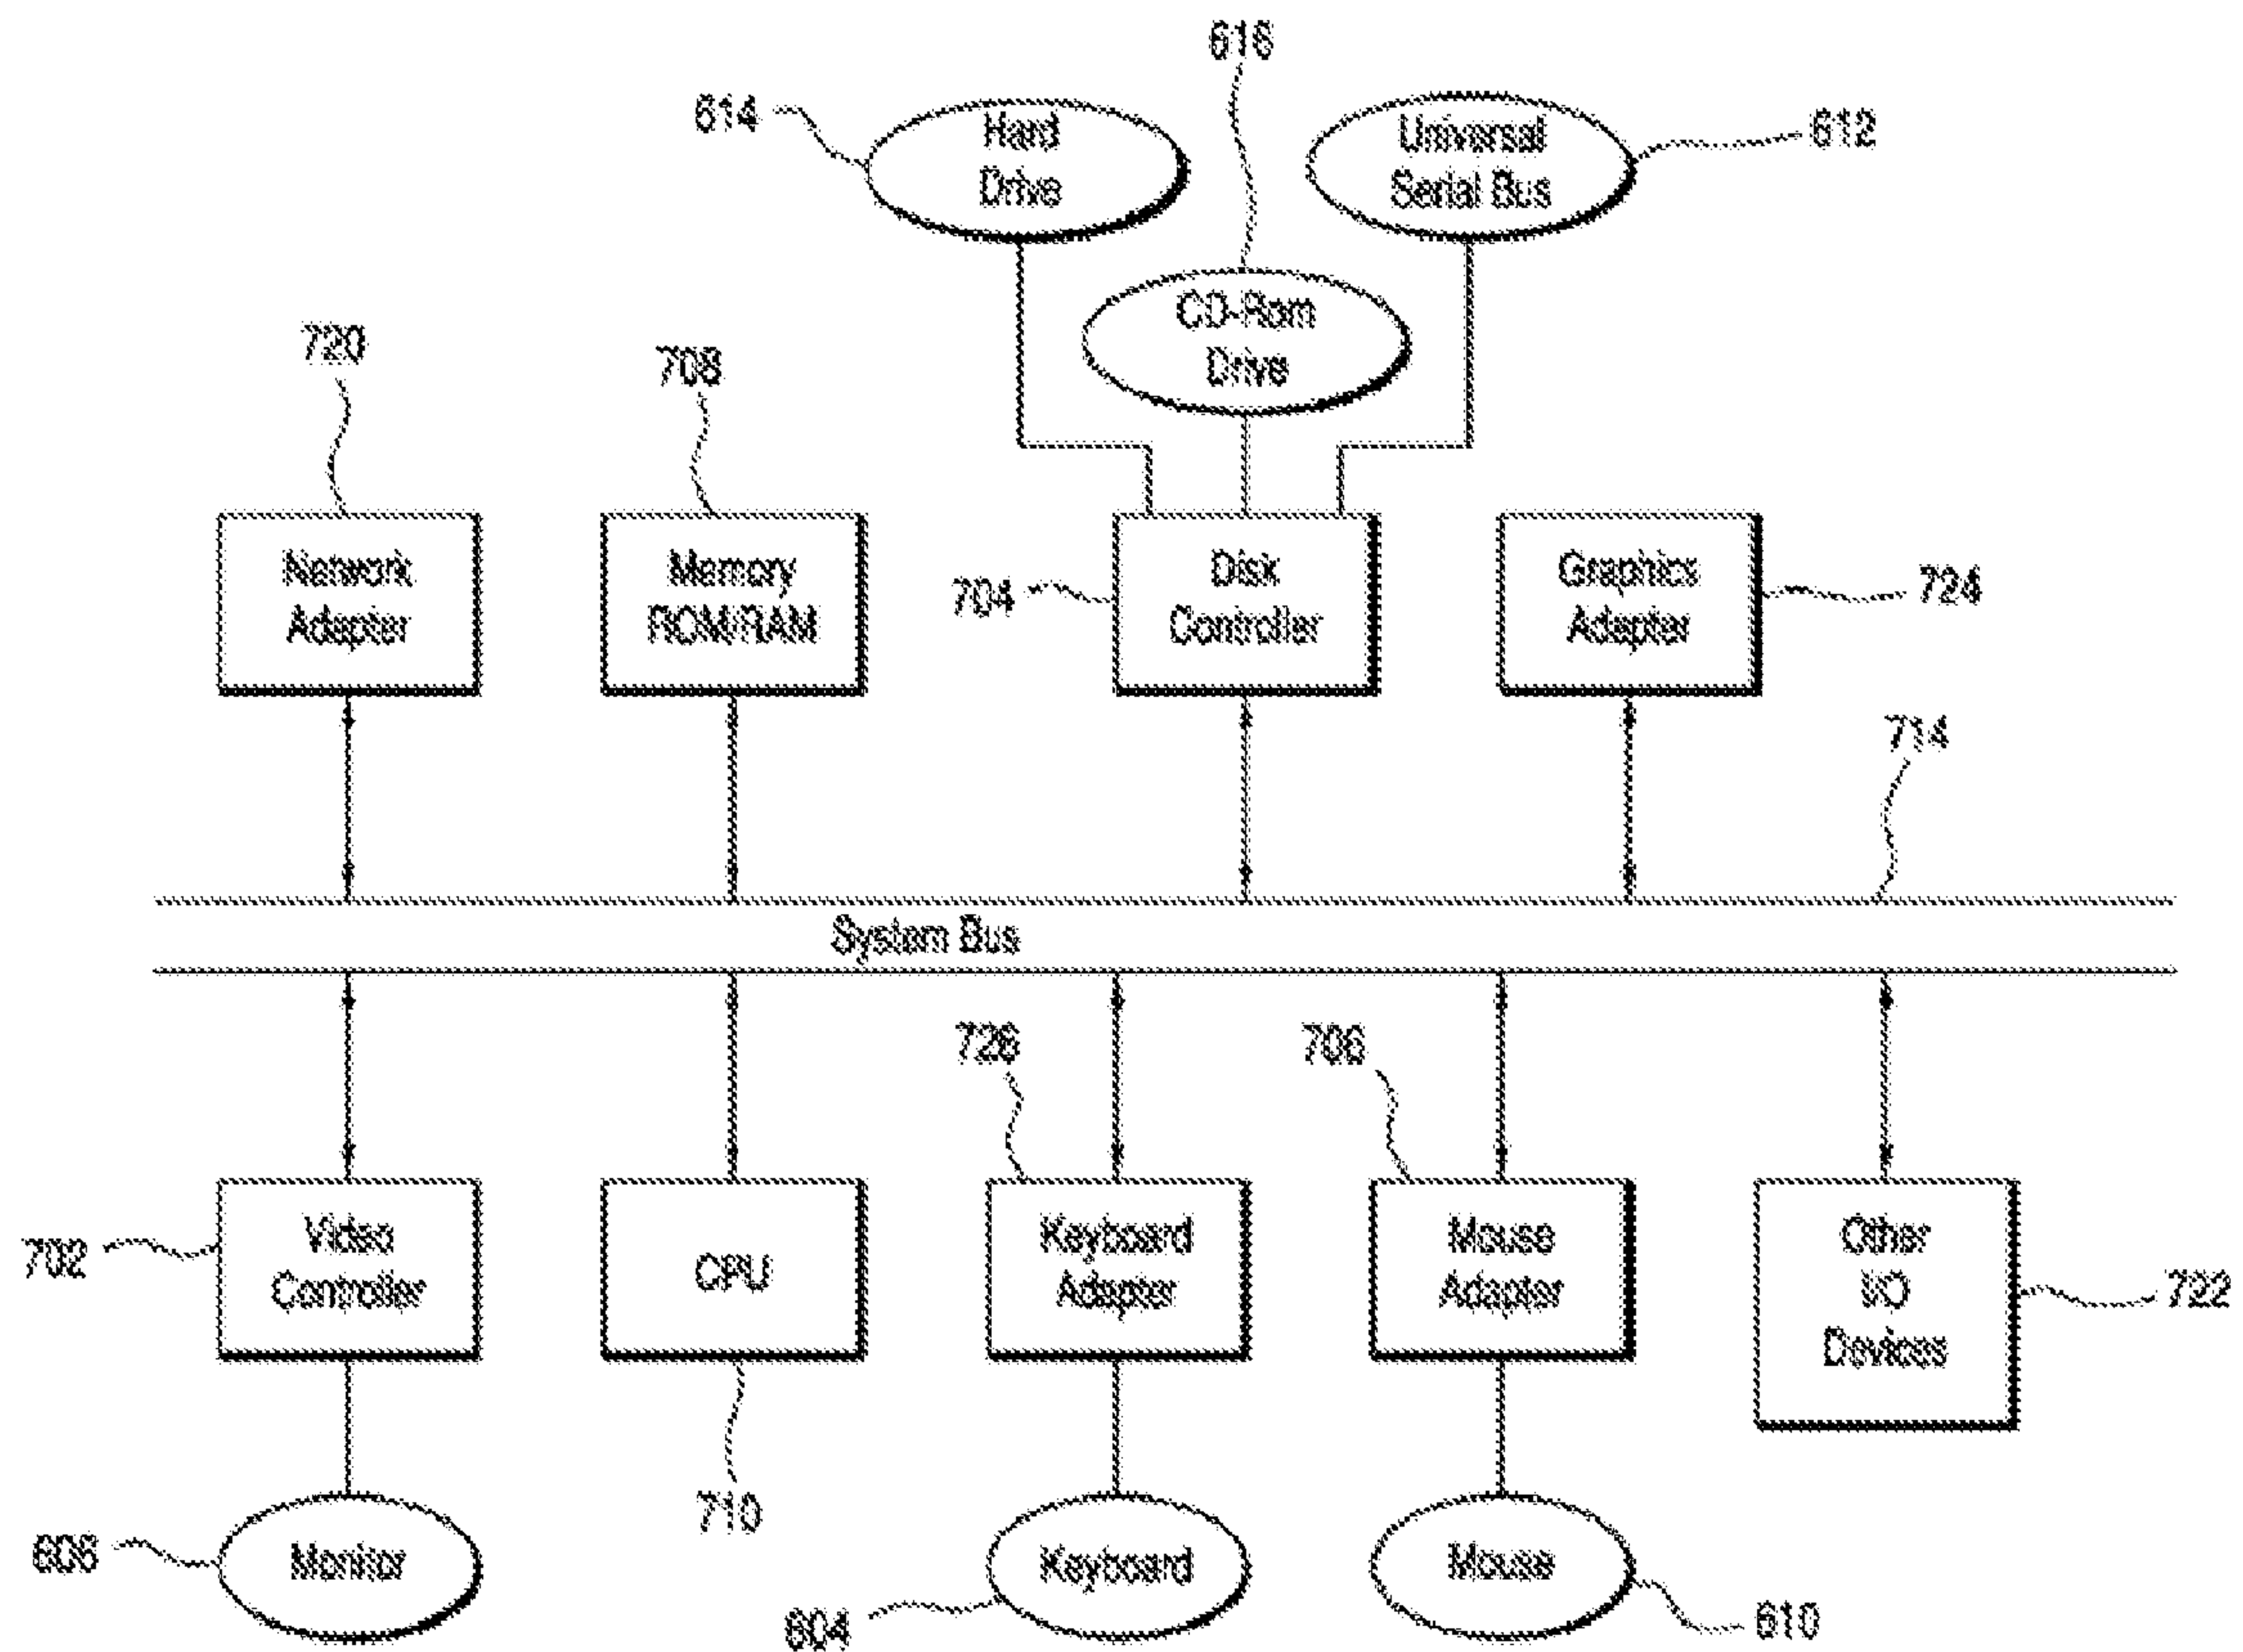 616
614
Hard
Drive
Universal
Serial Bus
612
CD-Rom
Drive
720
708
Network
Adapter
Memory
ROM/RAM
704
Disk
Controller
Graphics
Adapter
724
714
System Bus
726
706
702
Video
Controller
CPU
Keyboard
Adapter
Mouse
Adapter
Other
I/O
Devices
722
710
Monitor
Keyboard
604
Mouse
610